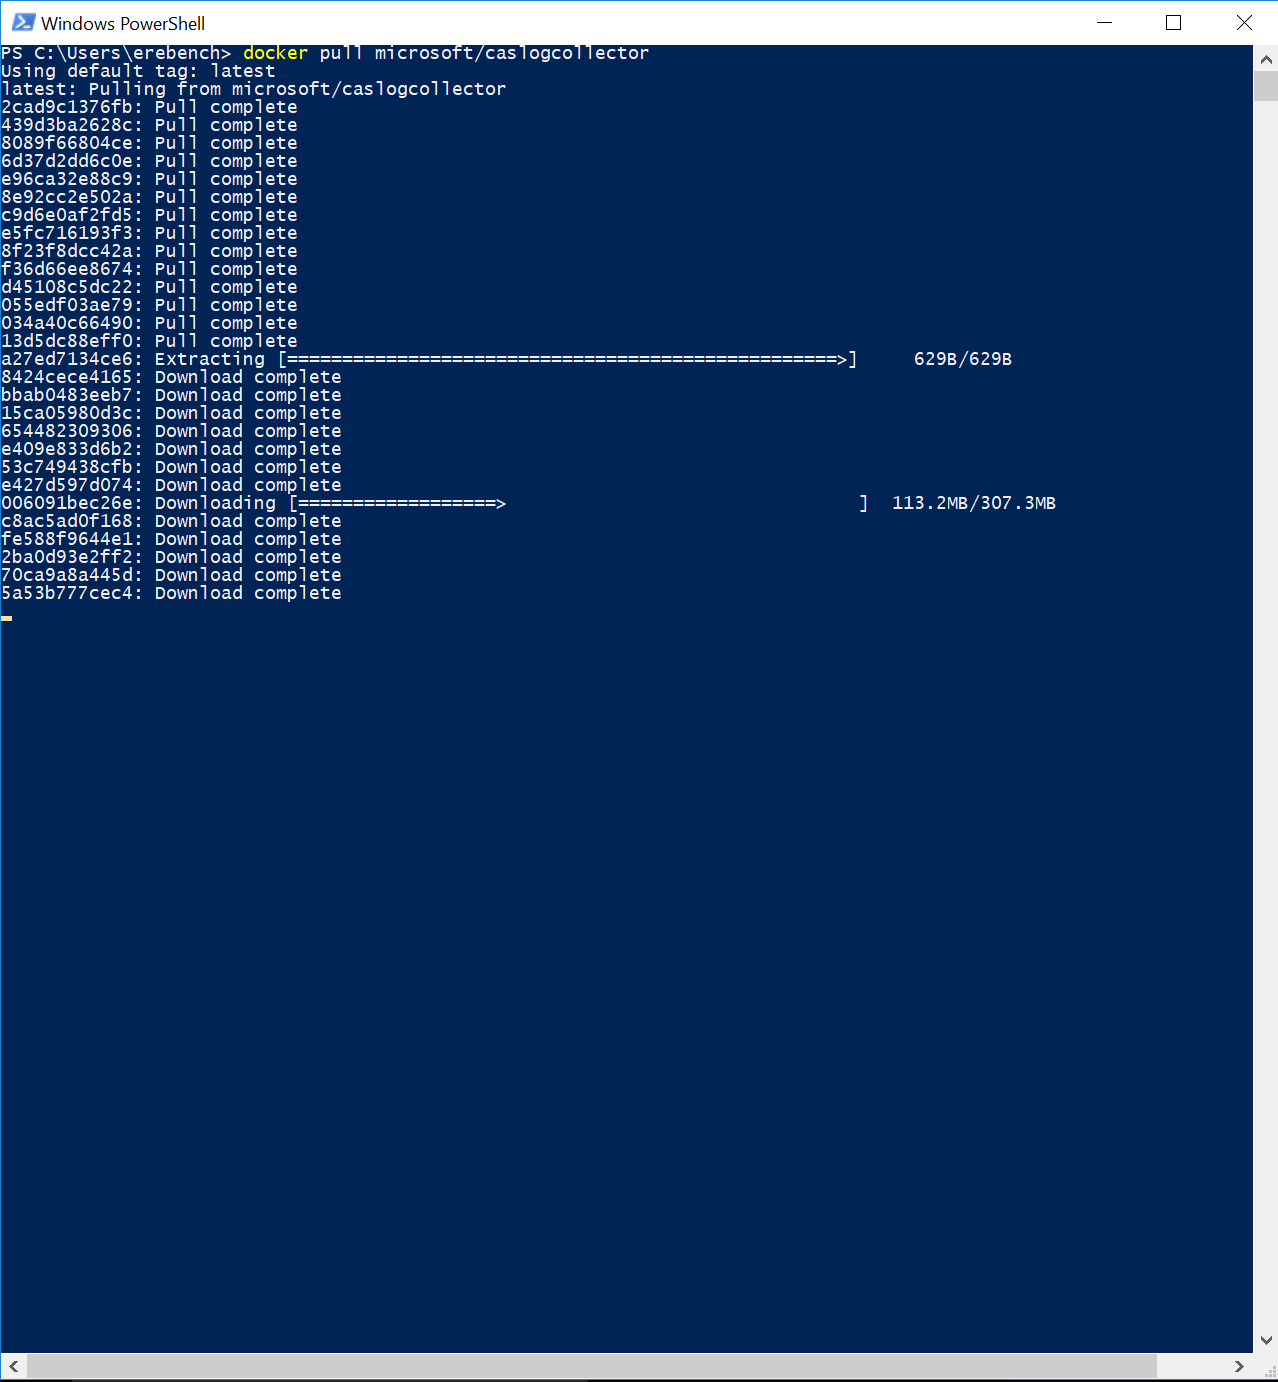 Windows PowerShell
PS C:\Users\erebench> docker pull microsoft/caslogcollector
Using default tag: latest
latest: Pulling from microsoft/caslogcollector
2cad9c1376fb: Pull complete
439d3ba2628c: Pull complete
8089f66804ce: Pull complete
6d37d2dd6c0e: Pull complete
e96ca32e88c9: Pull complete
8e92cc2e502a: Pull complete
c9d6e0af2fd5: Pull complete
e5fc716193f3: Pull complete
8f23f8dcc42a: Pull complete
f36d66ee8674: Pull complete
d45108c5dc22: Pull complete
055edf03ae79: Pull complete
034a40c66490: Pull complete
13d5dc88eff0: Pull complete
a27ed7134ce6: Extracting [==================================================>]     629B/629B
8424cece4165: Download complete
bbab0483eeb7: Download complete
15ca05980d3c: Download complete
654482309306: Download complete
e409e833d6b2: Download complete
53c749438cfb: Download complete
e427d597d074: Download complete
006091bec26e: Downloading [==================>                                ]  113.2MB/307.3MB
c8ac5ad0f168: Download complete
fe588f9644e1: Download complete
2ba0d93e2ff2: Download complete
70ca9a8a445d: Download complete
5a53b777cec4: Download complete